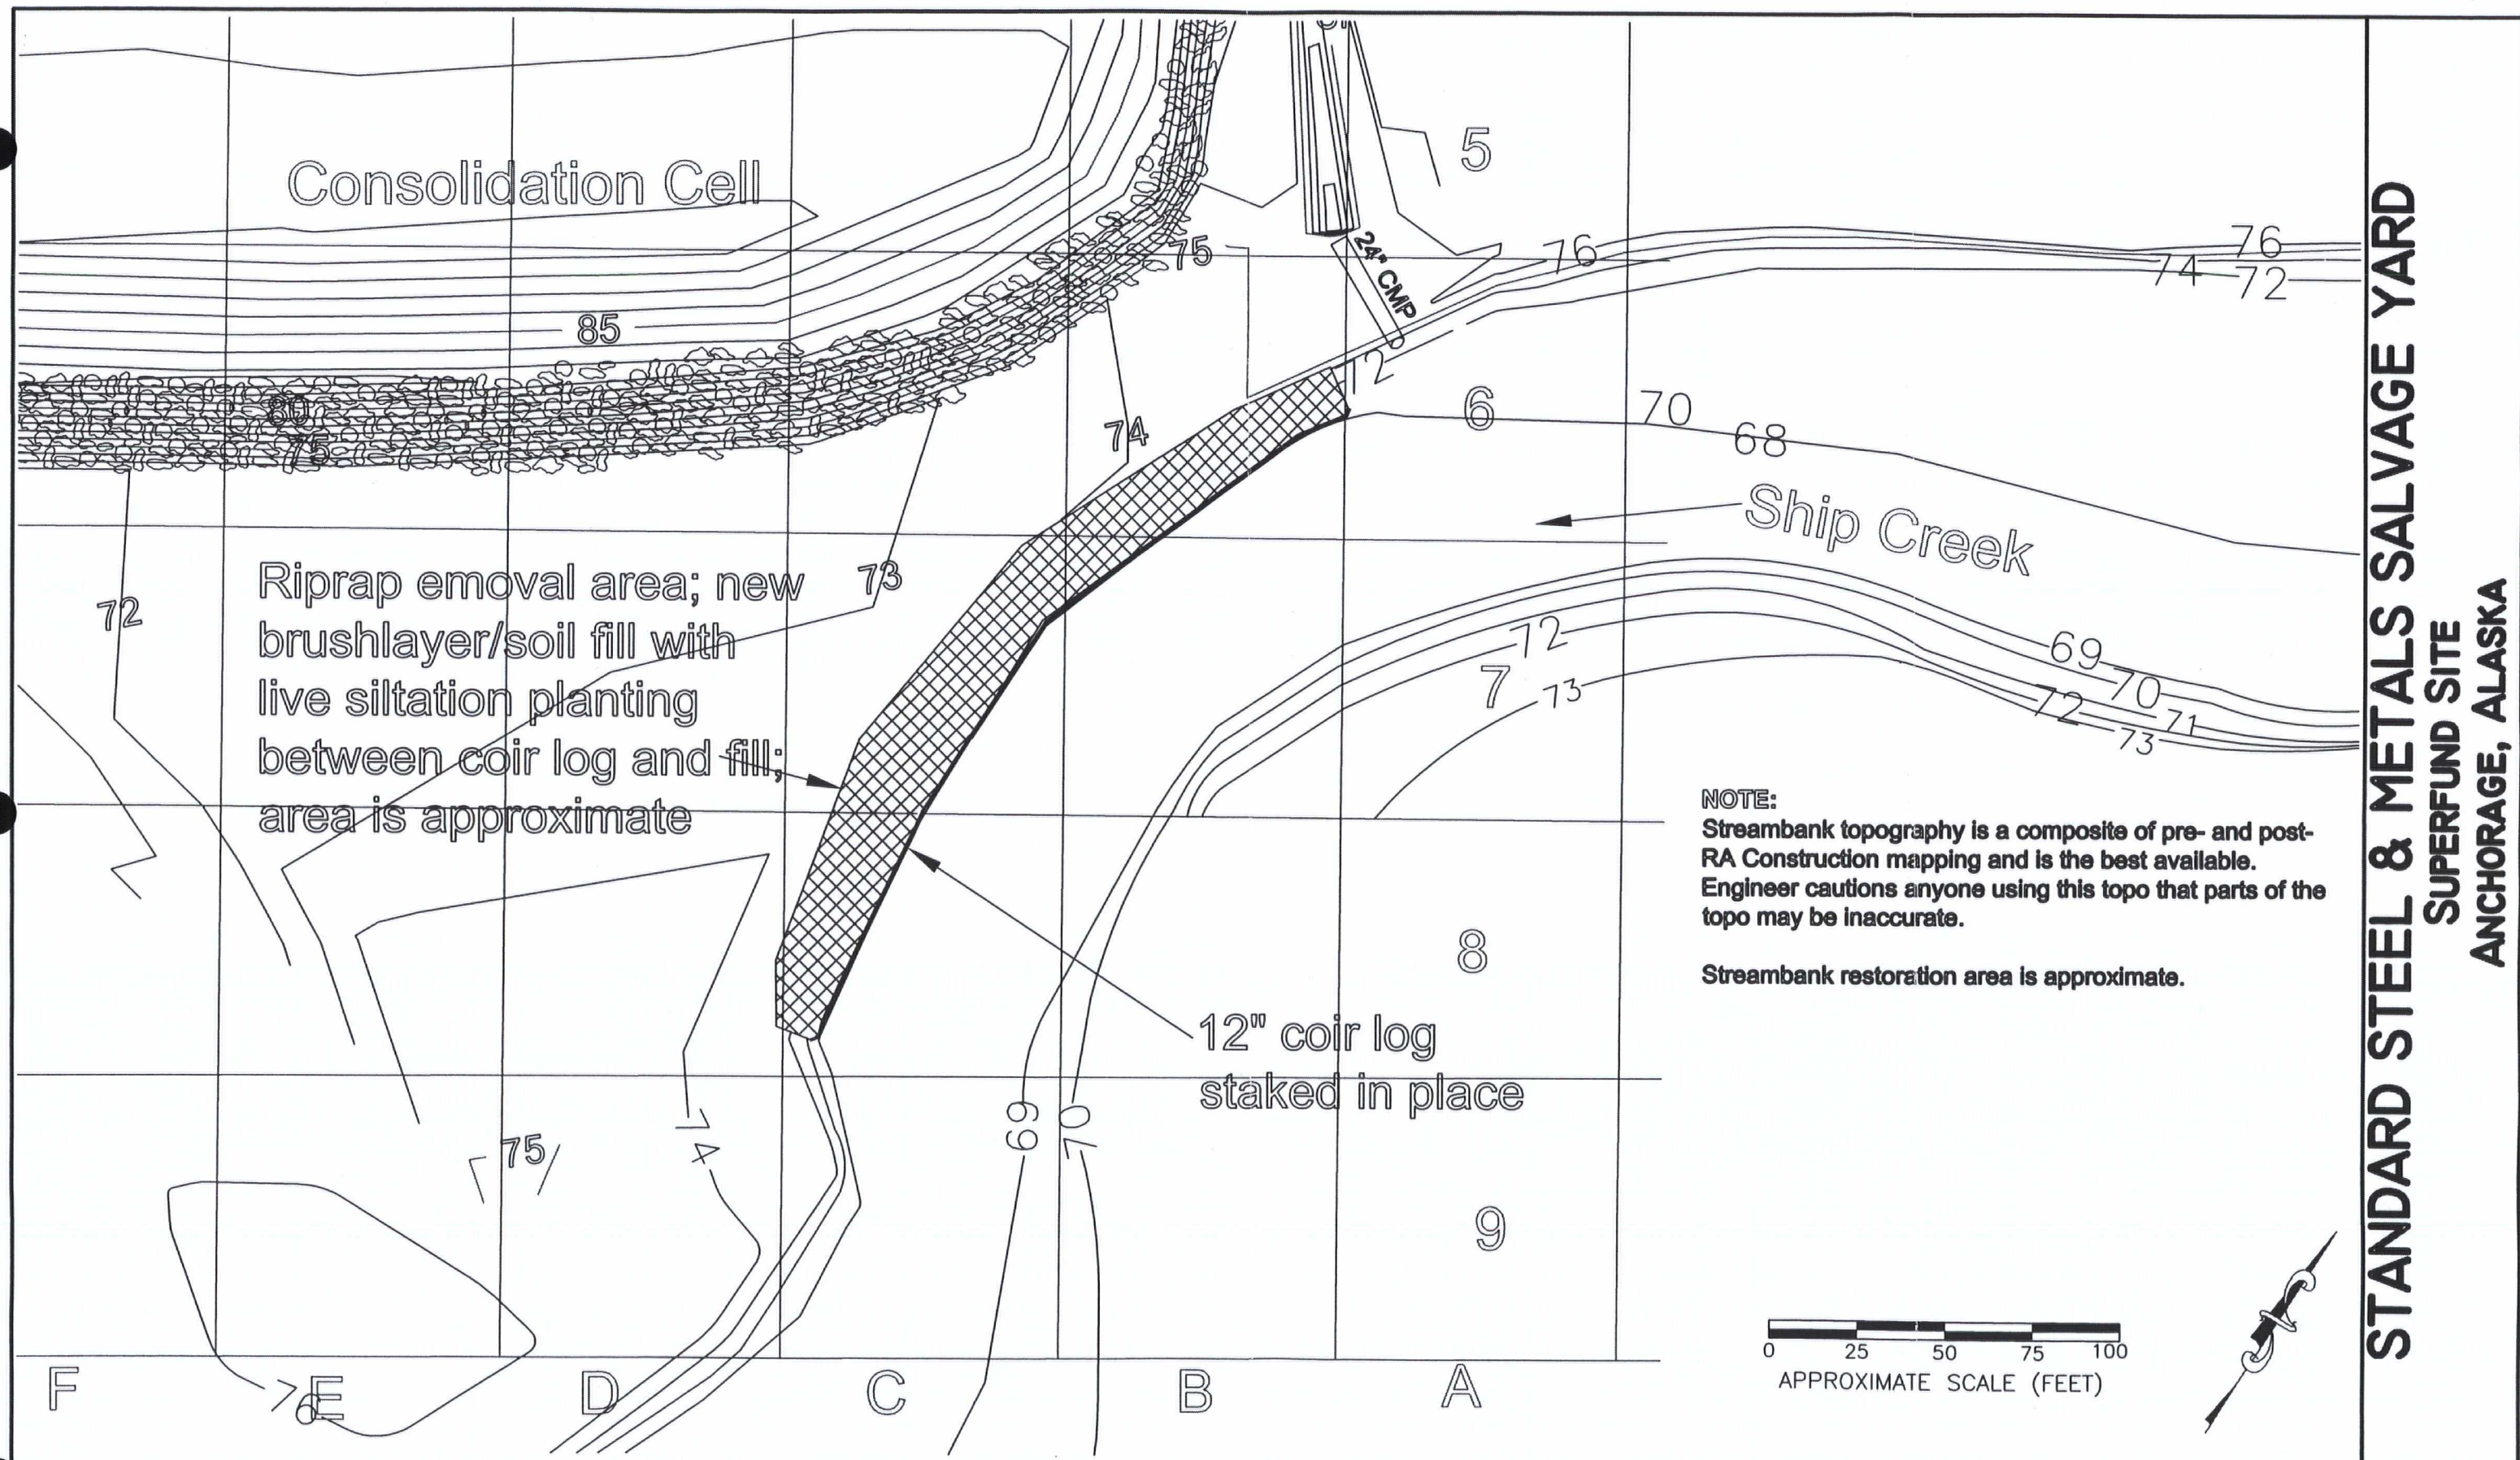 Consolidation Cell
5
75
24" CMP
76
76
74
72
85
80
75
12
6
70
68
74
Ship Creek
73
72
Riprap emoval area; new
brushlayer/soil fill with
live siltation planting
between coir log and fill;
area is approximate
72
7
73
69
70
72
71
73
NOTE:
Streambank topography is a composite of pre- and post-
RA Construction mapping and is the best available.
Engineer cautions anyone using this topo that parts of the
topo may be inaccurate.
Streambank restoration area is approximate.
8
12" coir log
staked in place
69
70
74
75
9
76
F
E
D
C
B
A
0 25 50 75 100
APPROXIMATE SCALE (FEET)
STANDARD STEEL & METALS SALVAGE YARD
SUPERFUND SITE
ANCHORAGE, ALASKA